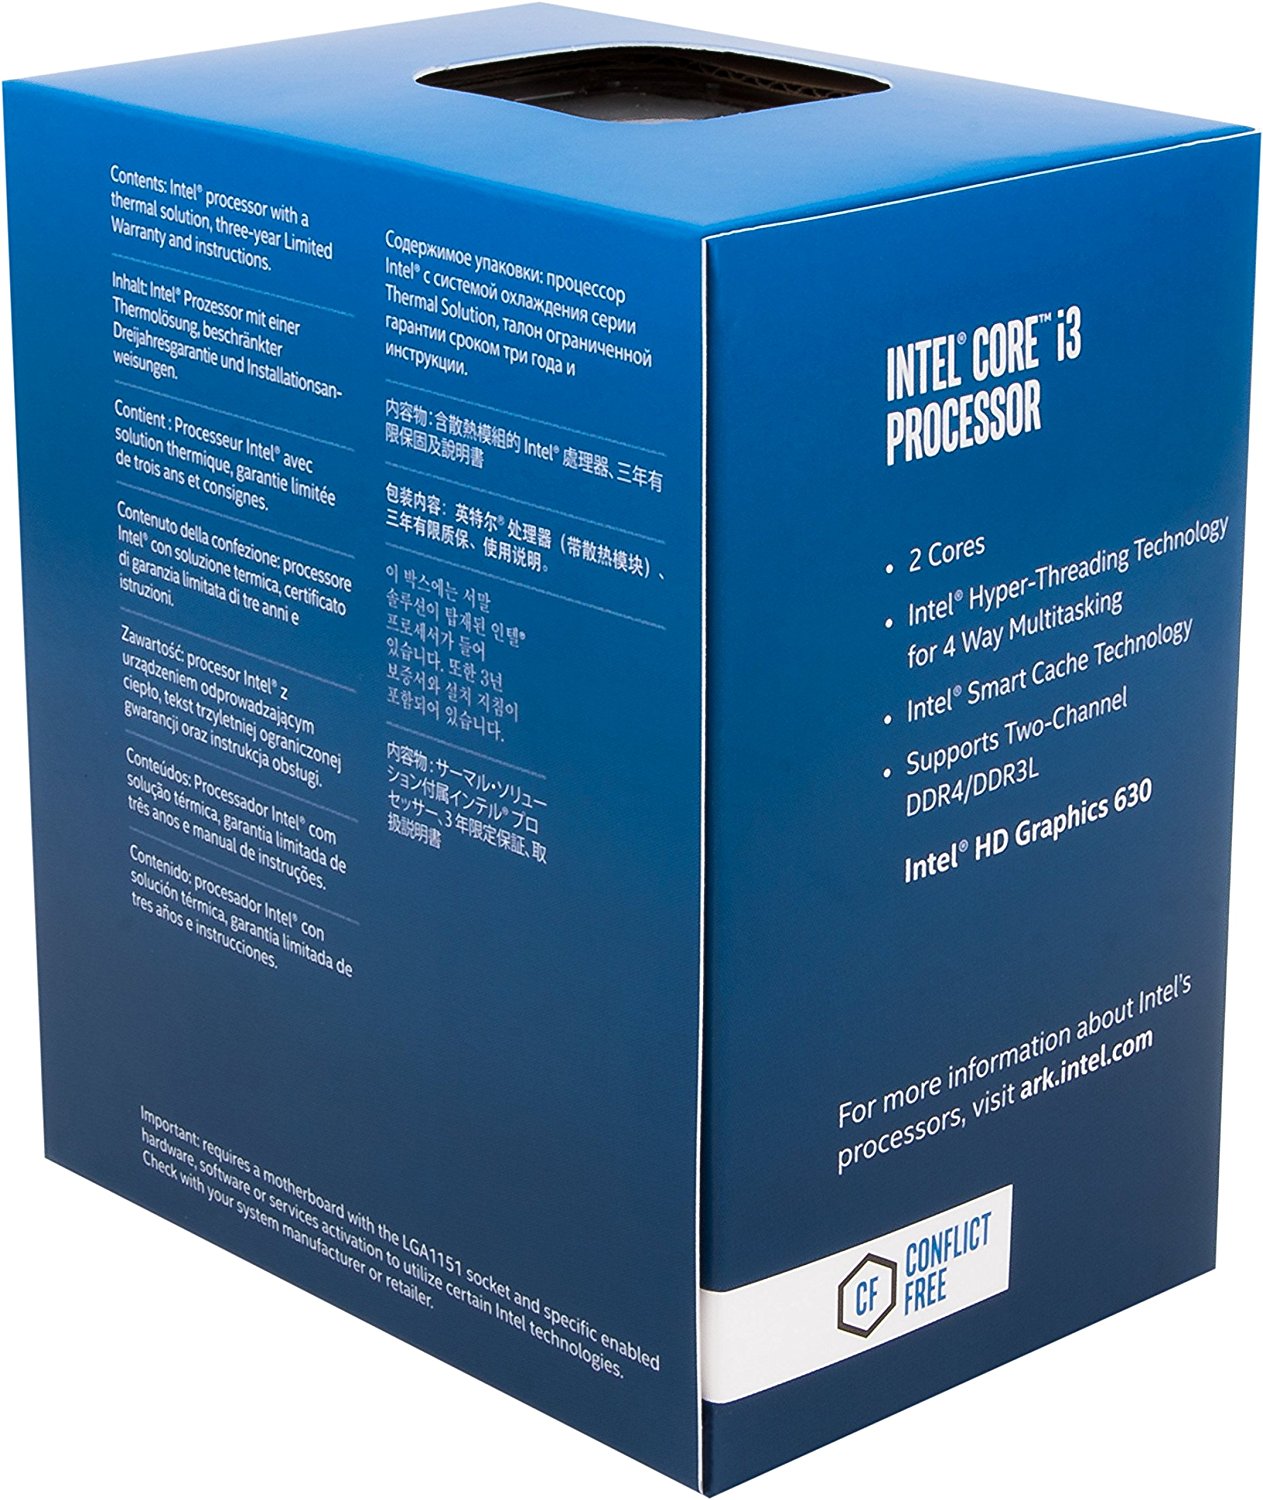 Contents: Intel® processor with a
thermal solution, three-year Limited
Warranty and instructions.
Inhalt: Intel® Prozessor mit einer
Thermolösung, beschränkter
Dreijahresgarantie und Installationsan-
weisungen.
Contient : Processeur Intel® avec
solution thermique, garantie limitée
de trois ans et consignes.
Contenuto della confezione: processore
Intel® con soluzione termica, certificato
di garanzia limitata di tre anni e
istruzioni.
Zawartość: procesor Intel® z
urządzeniem odprowadzającym
ciepło, tekst trzyletniej ograniczonej
gwarancji oraz instrukcja obsługi.
Conteúdos: Processador Intel® com
solução térmica, garantia limitada de
três anos e manual de instruções.
Contenido: procesador Intel® con
solución térmica, garantía limitada de
tres años e instrucciones.
Содержимое упаковки: процессор
Intel® с системой охлаждения серии
Thermal Solution, талон ограниченной
гарантии сроком три года и
инструкции.
内容物：含散熱模組的 Intel® 處理器、三年有
限保固及說明書
包装内容：英特尔® 处理器（带散热模块）、
三年有限质保、使用说明。
이 박스에는 서말
솔루션이 탑재된 인텔®
프로세서가 들어
있습니다. 또한 3년
보증서와 설치 지침이
포함되어 있습니다.
内容物：サーマル・ソリュー
ション付属インテル® プロ
セッサー、3 年限定保証、取
扱説明書
Important: requires a motherboard with the LGA1151 socket and specific enabled
hardware, software or services activation to utilize certain Intel technologies.
Check with your system manufacturer or retailer.
INTEL® CORE™ i3
PROCESSOR
• 2 Cores
• Intel® Hyper-Threading Technology
for 4 Way Multitasking
• Intel® Smart Cache Technology
• Supports Two-Channel
DDR4/DDR3L
Intel® HD Graphics 630
For more information about Intel's
processors, visit ark.intel.com
CF
CONFLICT
FREE